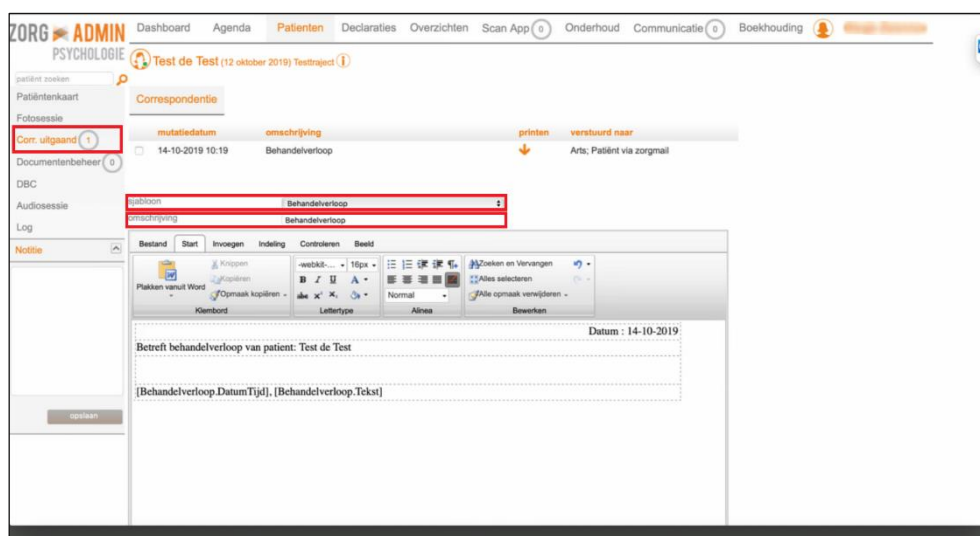 ZORG ADMIN
PSYCHOLOGIE
Dashboard Agenda Patienten Declaraties Overzichten Scan App 0 Onderhoud Communicatie 0 Boekhouding
Test de Test (12 oktober 2019) Testtraject i
patiënt zoeken
Patiëntenkaart
Fotosessie
Corr. uitgaand 1
Documentenbeheer 0
DBC
Audiosessie
Log
Notitie
opslaan
Correspondentie
mutatiedatum omschrijving printen verstuurd naar
14-10-2019 10:19 Behandelverloop Arts; Patiënt via zorgmail
sjabloon Behandelverloop
omschrijving Behandelverloop
Bestand Start Invoegen Indeling Controleren Beeld
Plakken vanuit Word
Knippen
Kopiëren
Opmaak kopiëren
Klembord
-webkit-... 16px
B I U A
abc x² x,
Lettertype
Normal
Alinea
Zoeken en Vervangen
Alles selecteren
Alle opmaak verwijderen
Bewerken
Datum : 14-10-2019
Betreft behandelverloop van patient: Test de Test
[Behandelverloop.DatumTijd], [Behandelverloop.Tekst]